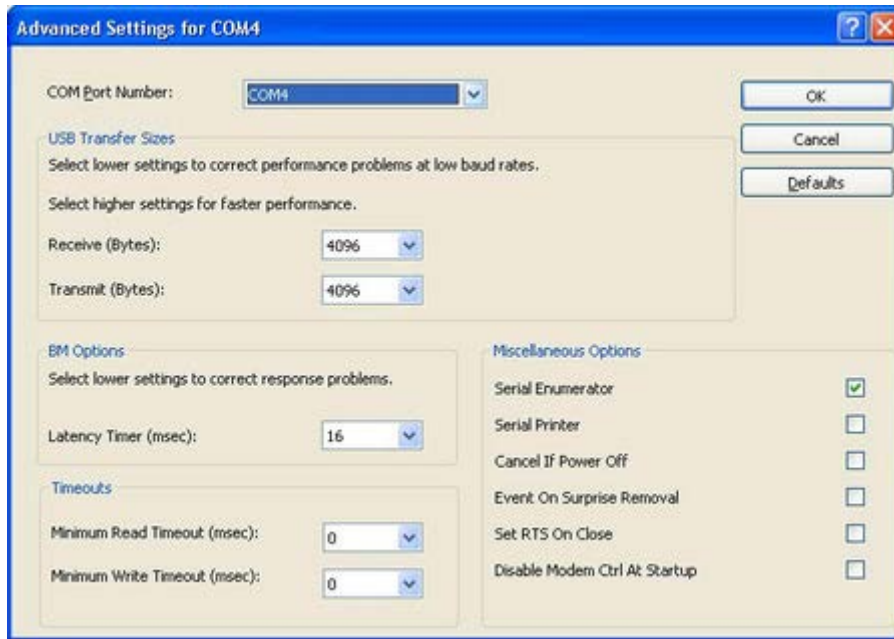 Advanced Settings for COM4
COM Port Number:
COM4
OK
Cancel
Defaults
USB Transfer Sizes
Select lower settings to correct performance problems at low baud rates.
Select higher settings for faster performance.
Receive (Bytes):
4096
Transmit (Bytes):
4096
BM Options
Select lower settings to correct response problems.
Latency Timer (msec):
16
Timeouts
Minimum Read Timeout (msec):
0
Minimum Write Timeout (msec):
0
Miscellaneous Options
Serial Enumerator
Serial Printer
Cancel If Power Off
Event On Surprise Removal
Set RTS On Close
Disable Modem Ctrl At Startup